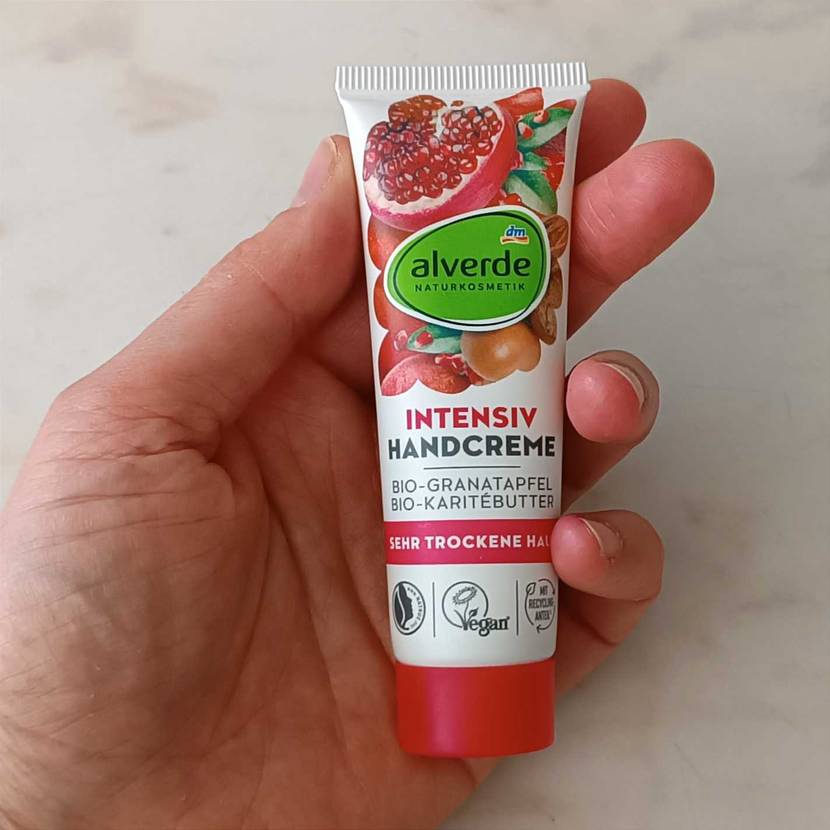 dm
alverde
NATURKOSMETIK
INTENSIV
HANDCREME
BIO-GRANATAPFEL
BIO-KARITÉBUTTER
SEHR TROCKENE HAU
Vegan
MIT
RECYCLING-
ANTEIL